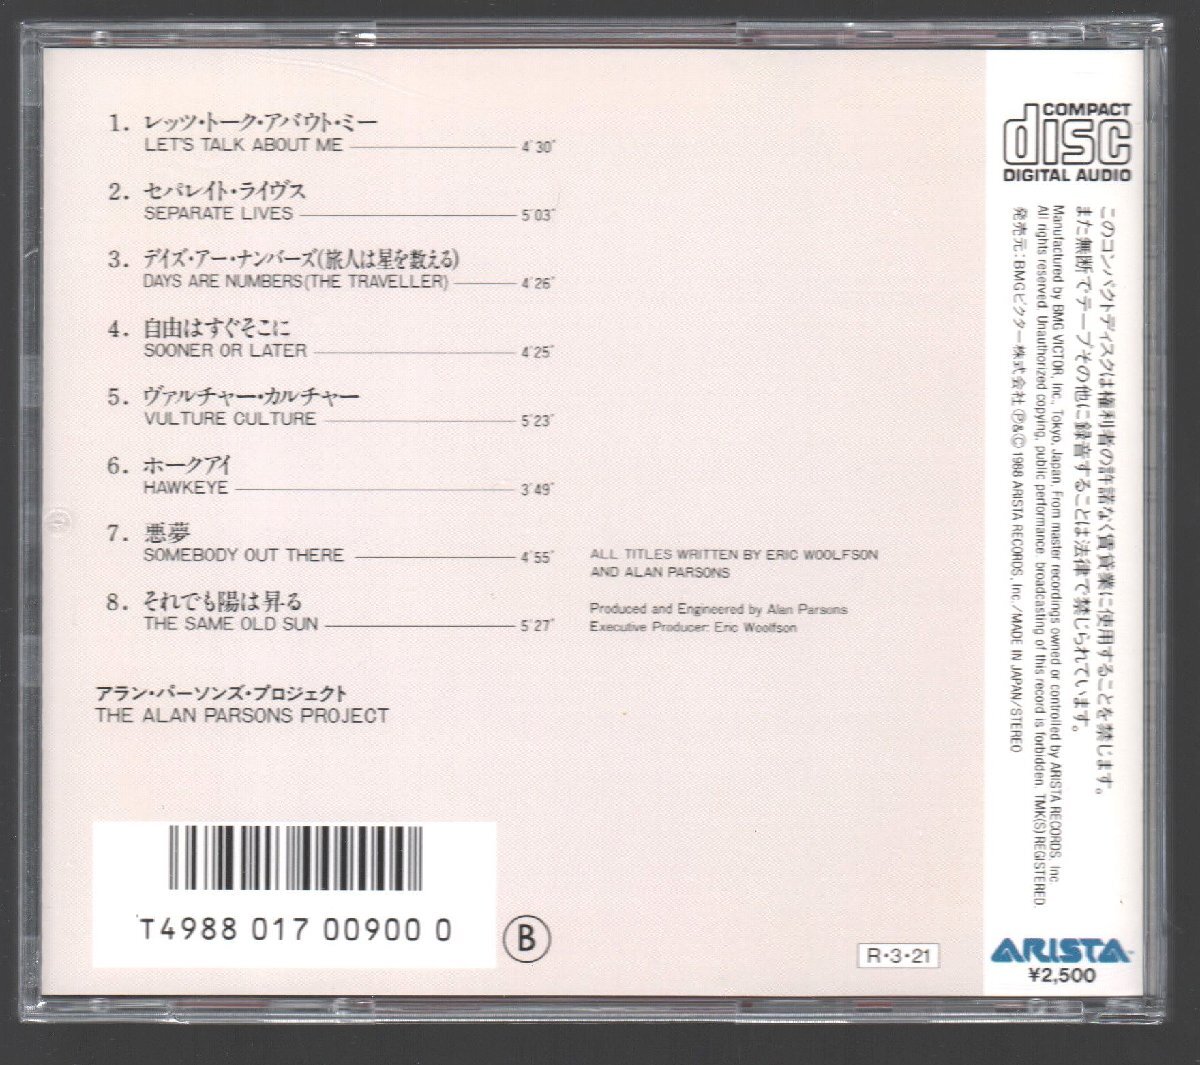 1. レッツ・トーク・アバウト・ミー
LET'S TALK ABOUT ME 4'30"
2. セパレイト・ライヴス
SEPARATE LIVES 5'03"
3. デイズ・アー・ナンバーズ(旅人は星を数える)
DAYS ARE NUMBERS(THE TRAVELLER) 4'26"
4. 自由はすぐそこに
SOONER OR LATER 4'25"
5. ヴァルチャー・カルチャー
VULTURE CULTURE 5'23"
6. ホークアイ
HAWKEYE 3'49"
7. 悪夢
SOMEBODY OUT THERE 4'55"
8. それでも陽は昇る
THE SAME OLD SUN 5'27"
ALL TITLES WRITTEN BY ERIC WOOLFSON
AND ALAN PARSONS
Produced and Engineered by Alan Parsons
Executive Producer: Eric Woolfson
アラン・パーソンズ・プロジェクト
THE ALAN PARSONS PROJECT
T4988 017 00900 0
B
R・3・21
COMPACT
disc
DIGITAL AUDIO
このコンパクトディスクは権利者の許諾なく賃貸業に使用することを禁じます。
また無断でテープその他に録音することは法律で禁じられています。
Manufactured by BMG VICTOR, Inc., Tokyo, Japan. From master recordings owned or controlled by ARISTA RECORDS, Inc
All rights reserved. Unauthorized copying, public performance, broadcasting of this record is forbidden. TMK(S) REGISTERED.
発売元:BMGビクター株式会社 Ⓟ&Ⓒ 1988 ARISTA RECORDS, Inc./MADE IN JAPAN/STEREO
ARISTA™
¥2,500